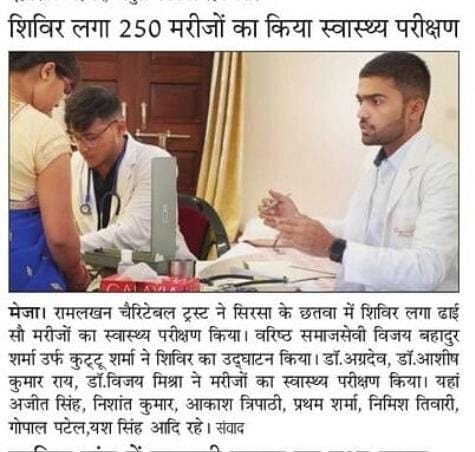 शिविर लगा 250 मरीजों का किया स्वास्थ्य परीक्षण
GALAXIA
मेजा। रामलखन चैरिटेबल ट्रस्ट ने सिरसा के छतवा में शिविर लगा ढाई
सौ मरीजों का स्वास्थ्य परीक्षण किया। वरिष्ठ समाजसेवी विजय बहादुर
शर्मा उर्फ कुट्टू शर्मा ने शिविर का उद्घाटन किया। डॉ.अग्रदेव, डॉ.आशीष
कुमार राय, डॉ.विजय मिश्रा ने मरीजों का स्वास्थ्य परीक्षण किया। यहां
अजीत सिंह, निशांत कुमार, आकाश त्रिपाठी, प्रथम शर्मा, निमिश तिवारी,
गोपाल पटेल,यश सिंह आदि रहे। संवाद